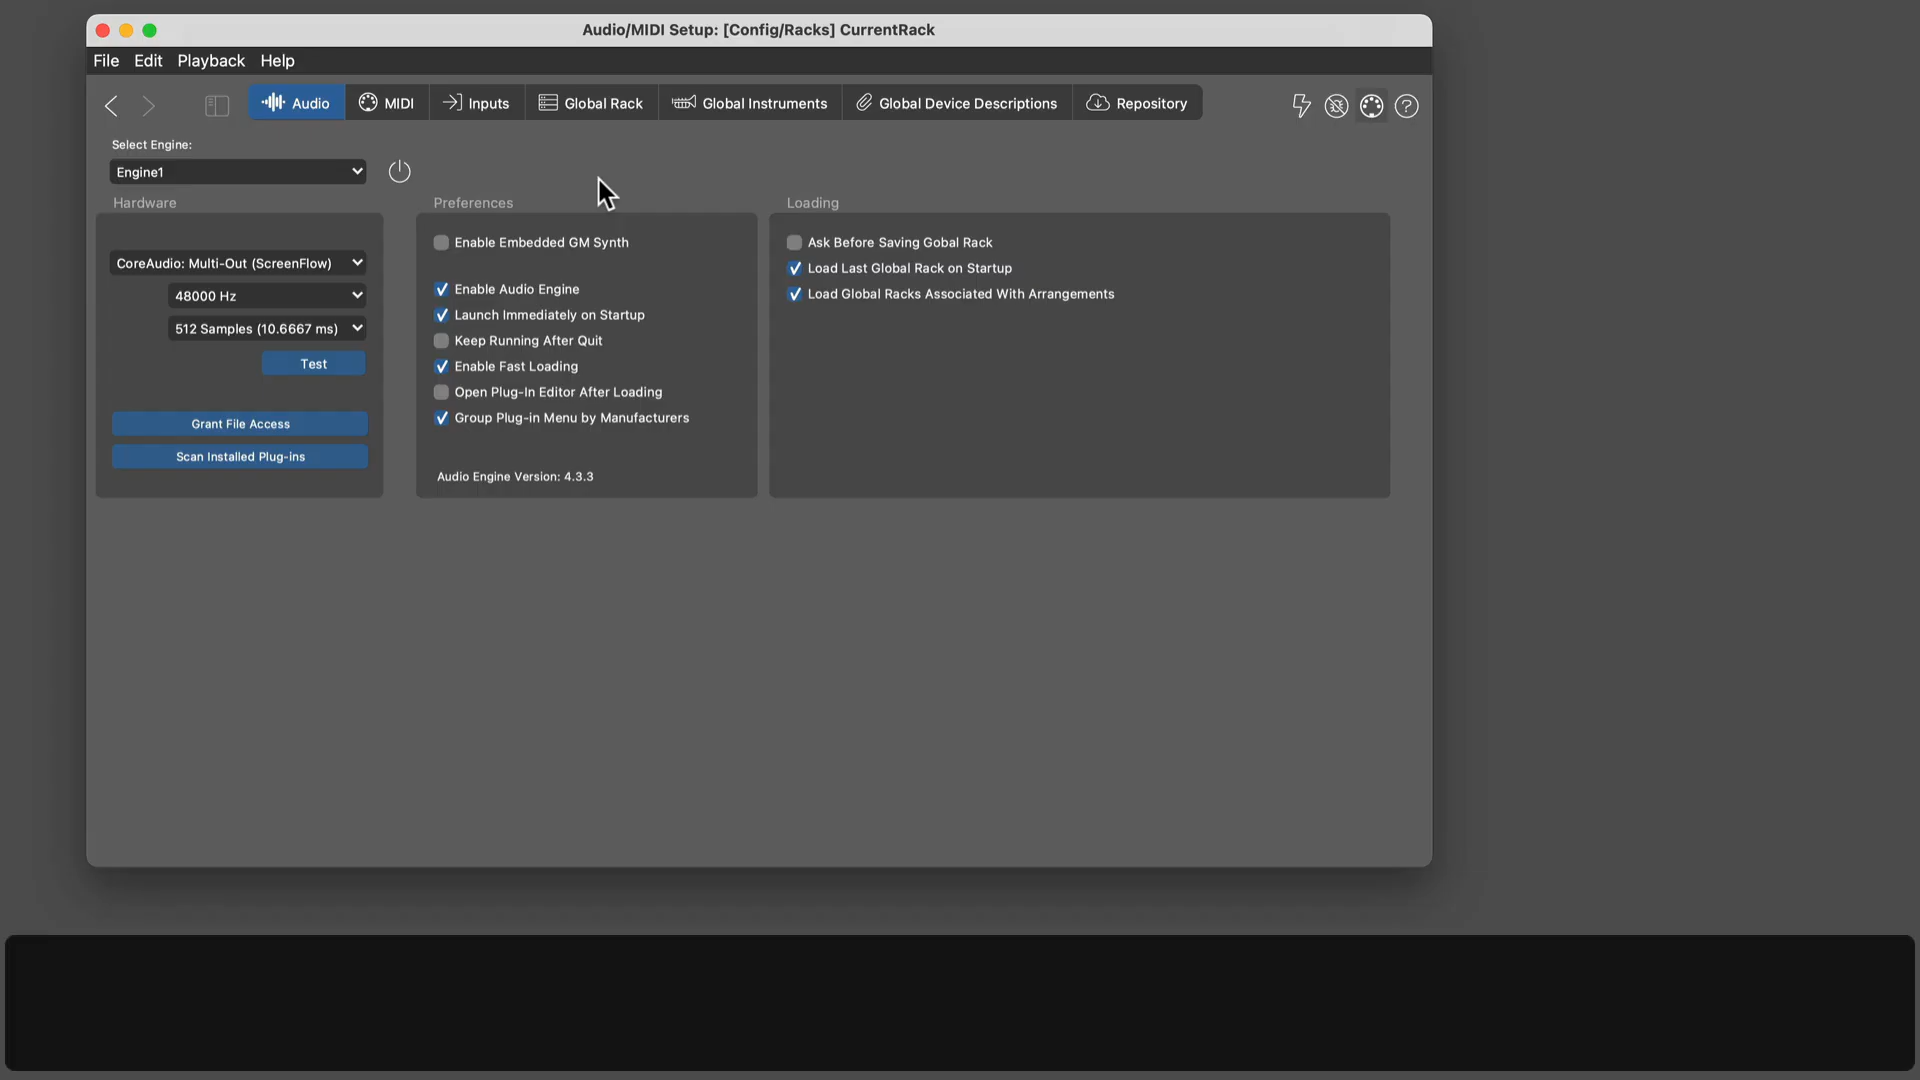 Audio/MIDI Setup: [Config/Racks] CurrentRack
File Edit Playback Help
Audio MIDI Inputs Global Rack Global Instruments Global Device Descriptions Repository
Select Engine:
Engine1
Hardware
CoreAudio: Multi-Out (ScreenFlow)
48000 Hz
512 Samples (10.6667 ms)
Test
Grant File Access
Scan Installed Plug-ins
Preferences
Enable Embedded GM Synth
Enable Audio Engine
Launch Immediately on Startup
Keep Running After Quit
Enable Fast Loading
Open Plug-In Editor After Loading
Group Plug-in Menu by Manufacturers
Audio Engine Version: 4.3.3
Loading
Ask Before Saving Gobal Rack
Load Last Global Rack on Startup
Load Global Racks Associated With Arrangements